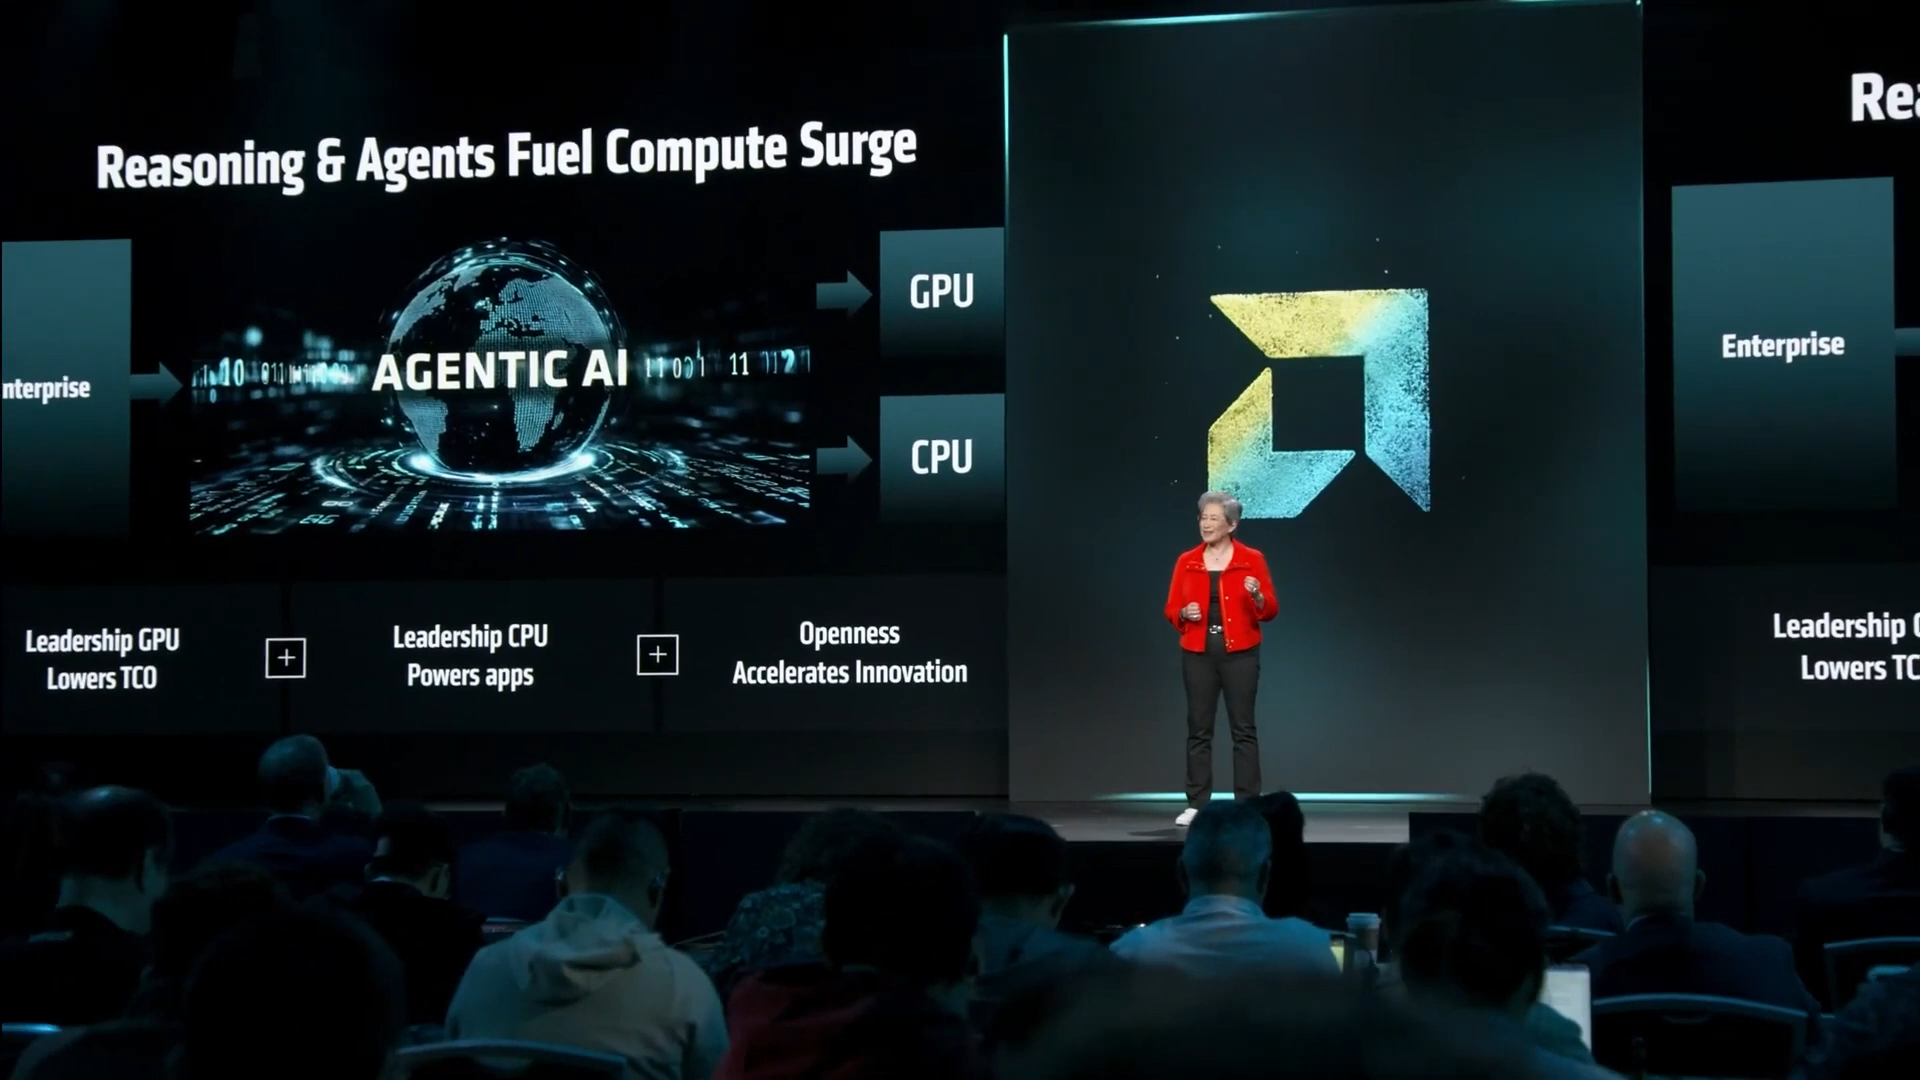 Reasoning & Agents Fuel Compute Surge
nterprise
AGENTIC AI
GPU
CPU
Leadership GPU
Lowers TCO
+
Leadership CPU
Powers apps
+
Openness
Accelerates Innovation
Rea
Enterprise
Leadership G
Lowers TC